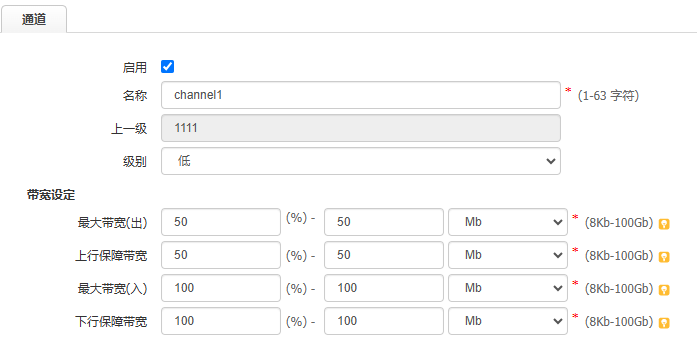 通道
启用
名称 channel1 * (1-63 字符)
上一级 1111
级别 低
带宽设定
最大带宽(出) 50 (%) - 50 Mb * (8Kb-100Gb)
上行保障带宽 50 (%) - 50 Mb * (8Kb-100Gb)
最大带宽(入) 100 (%) - 100 Mb * (8Kb-100Gb)
下行保障带宽 100 (%) - 100 Mb * (8Kb-100Gb)